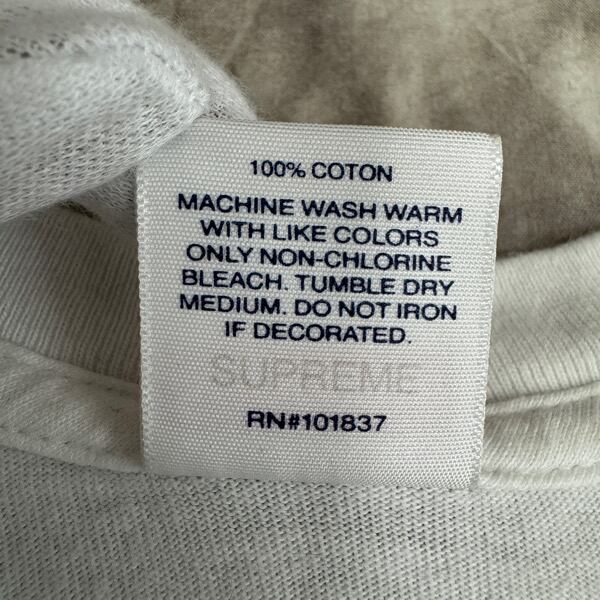 100% COTON
MACHINE WASH WARM
WITH LIKE COLORS
ONLY NON-CHLORINE
BLEACH. TUMBLE DRY
MEDIUM. DO NOT IRON
IF DECORATED.
SUPREME
RN#101837